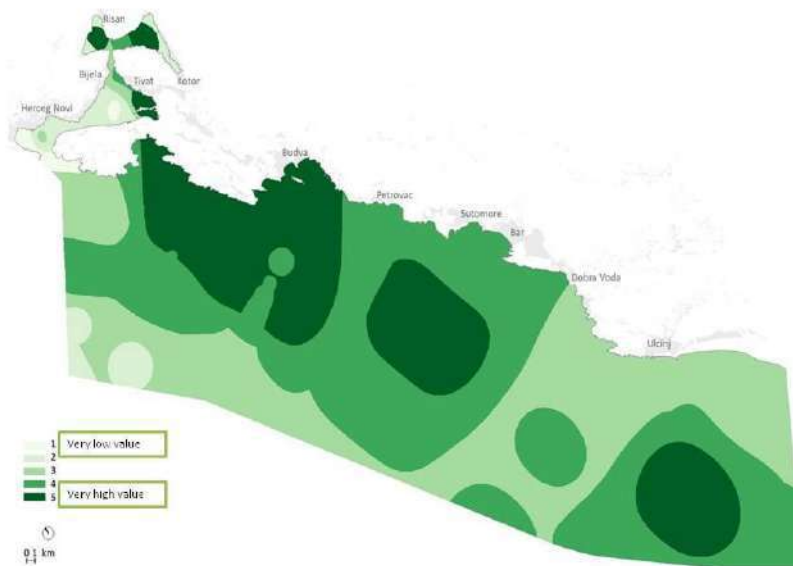 Risan
Bijela
Tivat
Kotor
Herceg Novi
Budva
Petrovac
Sutomore
Bar
Dobra Voda
Ulcinj
1 Very low value
2
3
4
5 Very high value
0 1 km